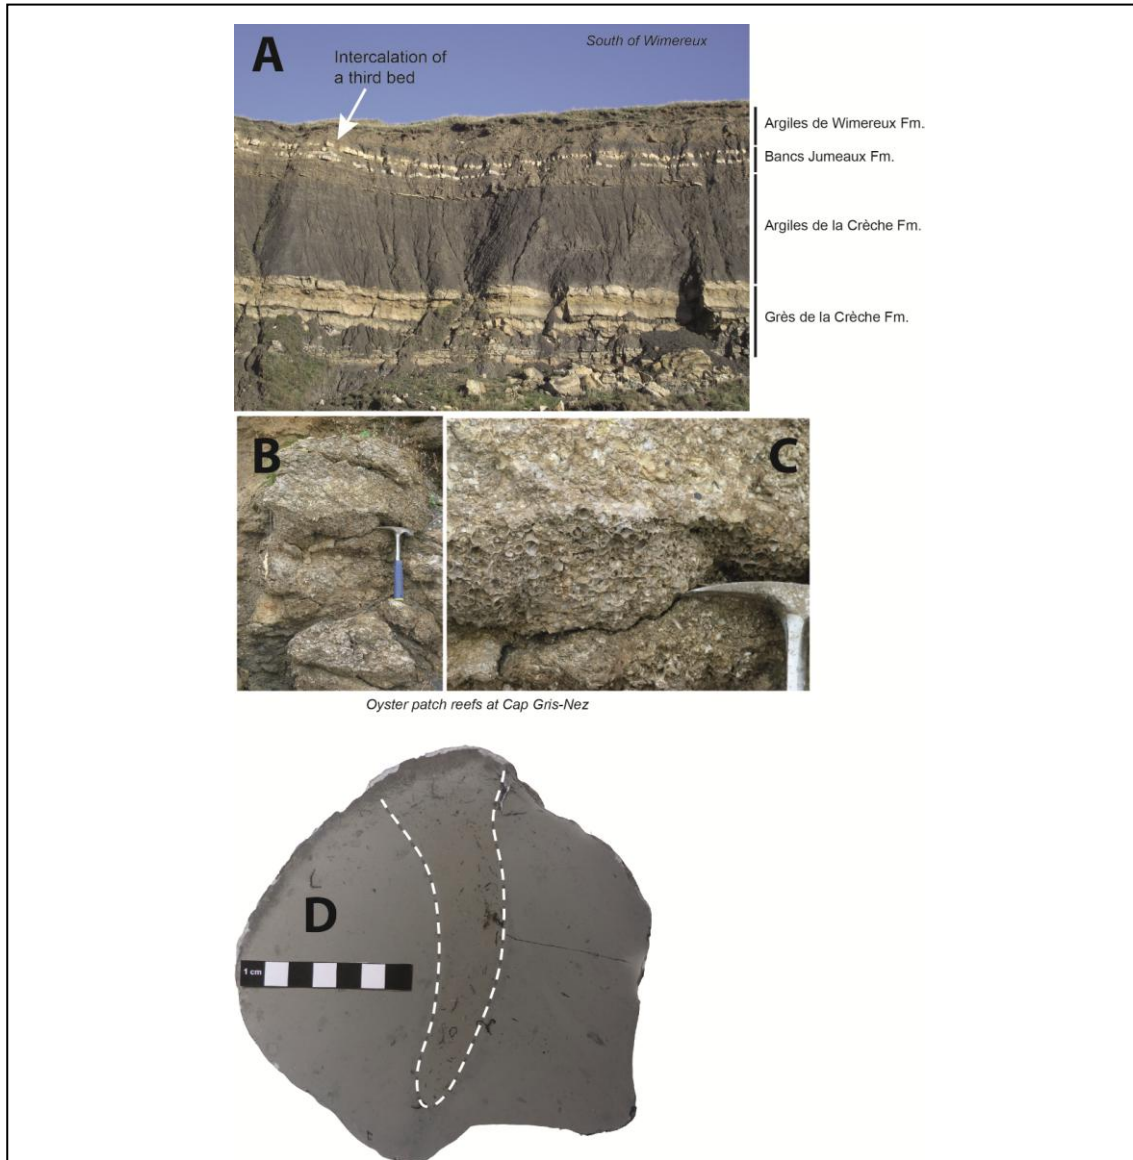 A
South of Wimereux
Intercalation of
a third bed
Argiles de Wimereux Fm.
Bancs Jumeaux Fm.
Argiles de la Crèche Fm.
Grès de la Crèche Fm.
B
C
Oyster patch reefs at Cap Gris-Nez
D
1 cm